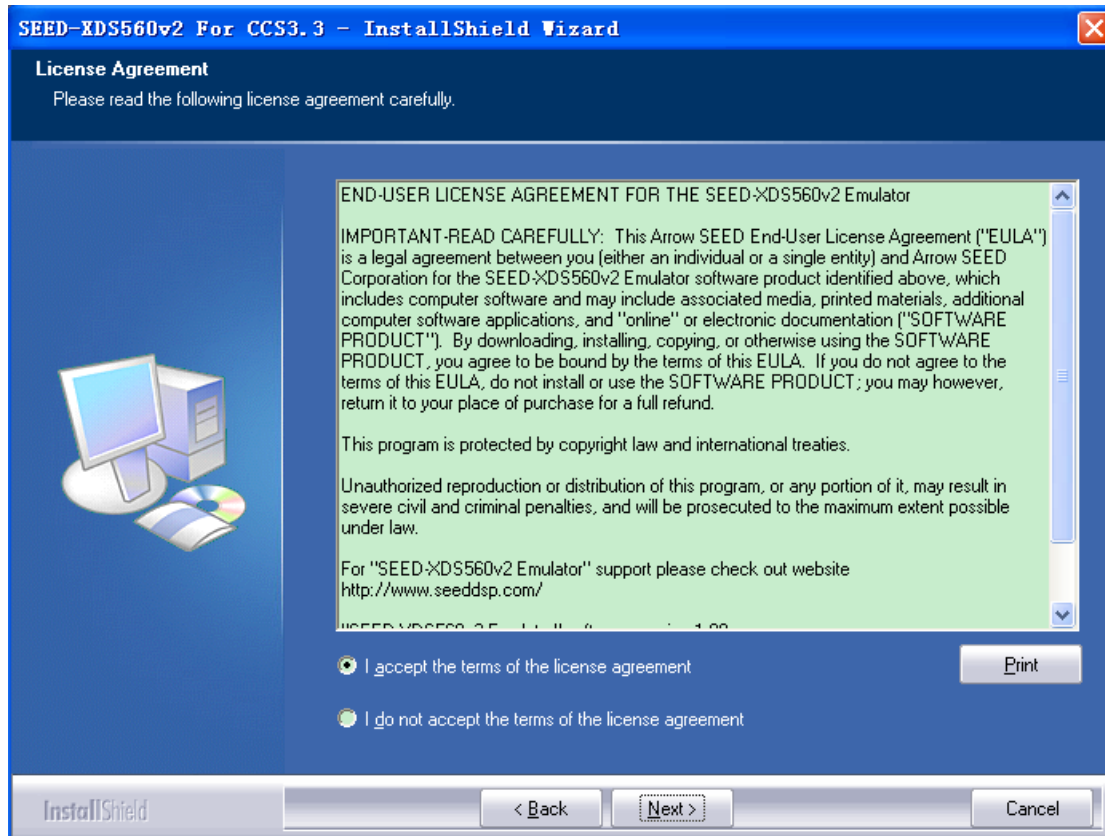 SEED-XDS560v2 For CCS3.3 - InstallShield Wizard
License Agreement
Please read the following license agreement carefully.
END-USER LICENSE AGREEMENT FOR THE SEED-XDS560v2 Emulator
IMPORTANT-READ CAREFULLY: This Arrow SEED End-User License Agreement ("EULA")
is a legal agreement between you (either an individual or a single entity) and Arrow SEED
Corporation for the SEED-XDS560v2 Emulator software product identified above, which
includes computer software and may include associated media, printed materials, additional
computer software applications, and "online" or electronic documentation ("SOFTWARE
PRODUCT"). By downloading, installing, copying, or otherwise using the SOFTWARE
PRODUCT, you agree to be bound by the terms of this EULA. If you do not agree to the
terms of this EULA, do not install or use the SOFTWARE PRODUCT; you may however,
return it to your place of purchase for a full refund.
This program is protected by copyright law and international treaties.
Unauthorized reproduction or distribution of this program, or any portion of it, may result in
severe civil and criminal penalties, and will be prosecuted to the maximum extent possible
under law.
For "SEED-XDS560v2 Emulator" support please check out website
http://www.seeddsp.com/
I accept the terms of the license agreement
Print
I do not accept the terms of the license agreement
InstallShield
< Back
Next >
Cancel